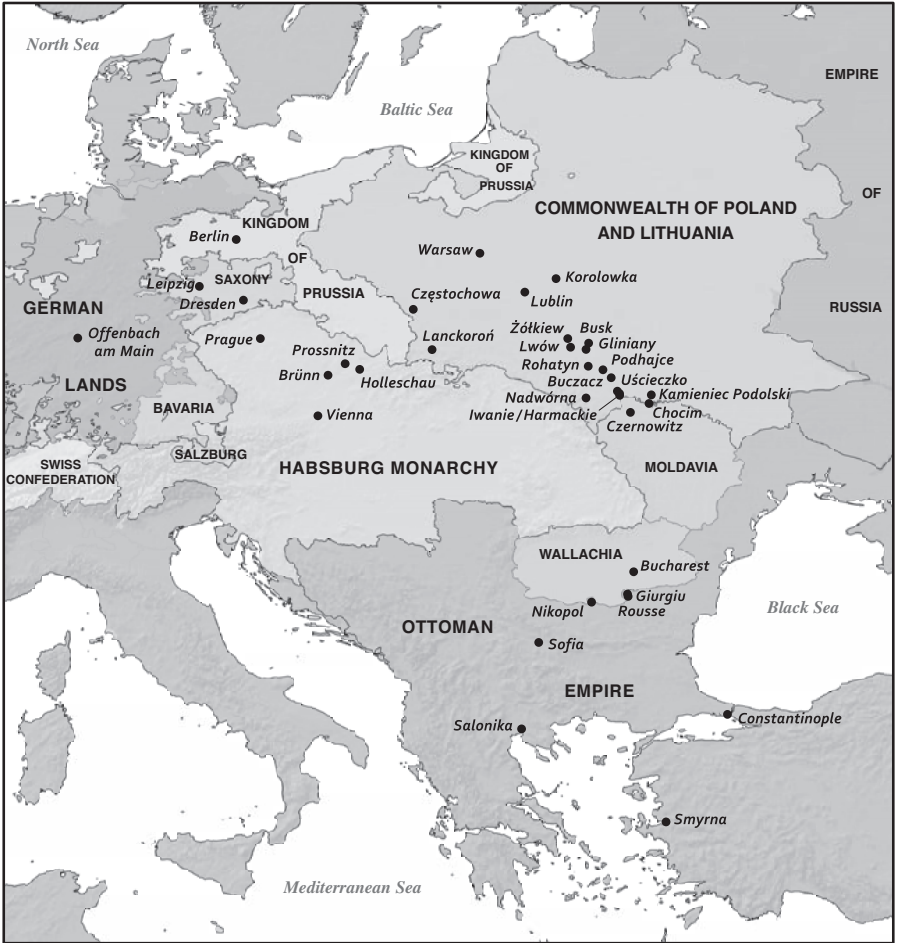 North Sea
EMPIRE
Baltic Sea
KINGDOM
OF
PRUSSIA
OF
COMMONWEALTH OF POLAND
AND LITHUANIA
KINGDOM
Berlin
Warsaw
OF
Korolowka
SAXONY
Leipzig
PRUSSIA
Częstochowa
Lublin
Dresden
GERMAN
RUSSIA
Offenbach
am Main
Prague
Lanckoroń
Żółkiew
Busk
Lwów
Gliniany
Prossnitz
Rohatyn
Podhajce
Brünn
Holleschau
Buczacz
Uścieczko
LANDS
Nadwórna
Kamieniec Podolski
BAVARIA
Vienna
Iwanie/Harmackie
Chocim
Czernowitz
SALZBURG
SWISS
CONFEDERATION
HABSBURG MONARCHY
MOLDAVIA
WALLACHIA
Bucharest
Giurgiu
Nikopol
Rousse
Black Sea
OTTOMAN
Sofia
EMPIRE
Salonika
Constantinople
Smyrna
Mediterranean Sea